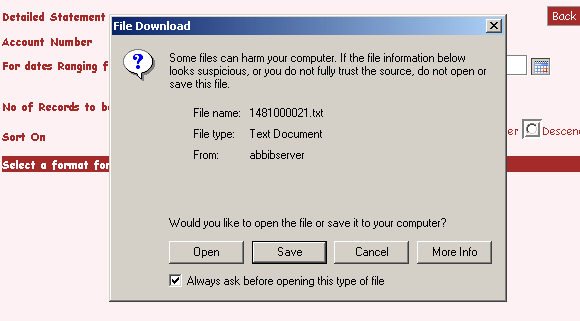 Detailed Statement
Back
Account Number
For dates Ranging f
No of Records to b
Sort On
er Descen
Select a format for
File Download
Some files can harm your computer. If the file information below
looks suspicious, or you do not fully trust the source, do not open or
save this file.
File name: 1481000021.txt
File type: Text Document
From: abbibserver
Would you like to open the file or save it to your computer?
Open Save Cancel More Info
Always ask before opening this type of file